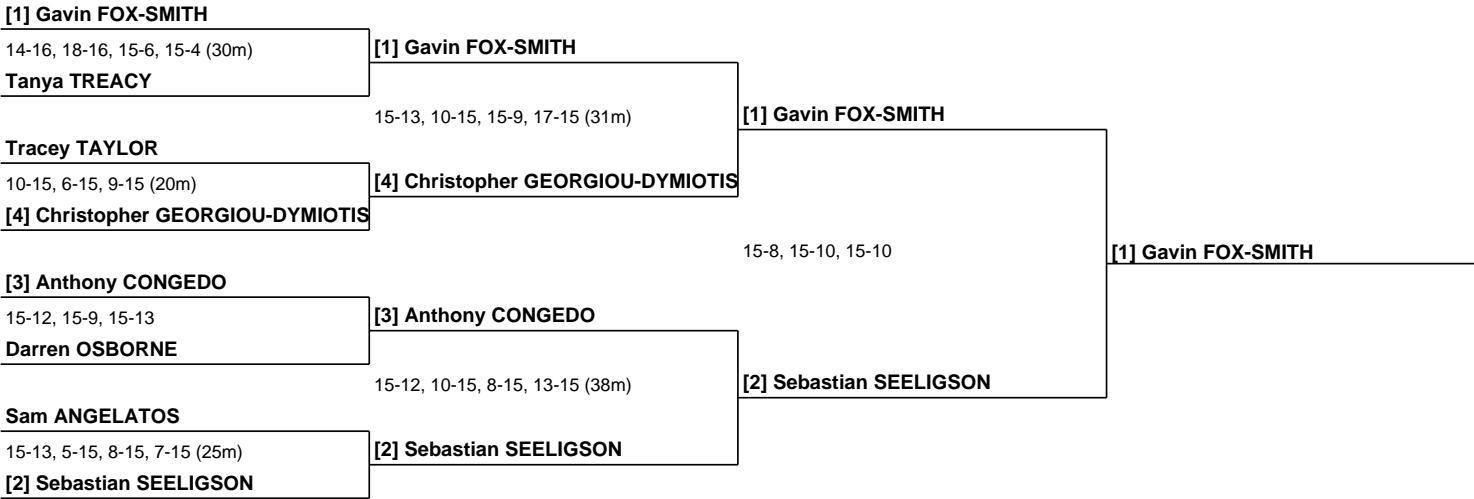 [1] Gavin FOX-SMITH
14-16, 18-16, 15-6, 15-4 (30m)
Tanya TREACY
[1] Gavin FOX-SMITH
15-13, 10-15, 15-9, 17-15 (31m)
Tracey TAYLOR
10-15, 6-15, 9-15 (20m)
[4] Christopher GEORGIOU-DYMIOTIS
[4] Christopher GEORGIOU-DYMIOTIS
[1] Gavin FOX-SMITH
15-8, 15-10, 15-10
[1] Gavin FOX-SMITH
[3] Anthony CONGEDO
15-12, 15-9, 15-13
Darren OSBORNE
[3] Anthony CONGEDO
15-12, 10-15, 8-15, 13-15 (38m)
[2] Sebastian SEELIGSON
Sam ANGELATOS
15-13, 5-15, 8-15, 7-15 (25m)
[2] Sebastian SEELIGSON
[2] Sebastian SEELIGSON